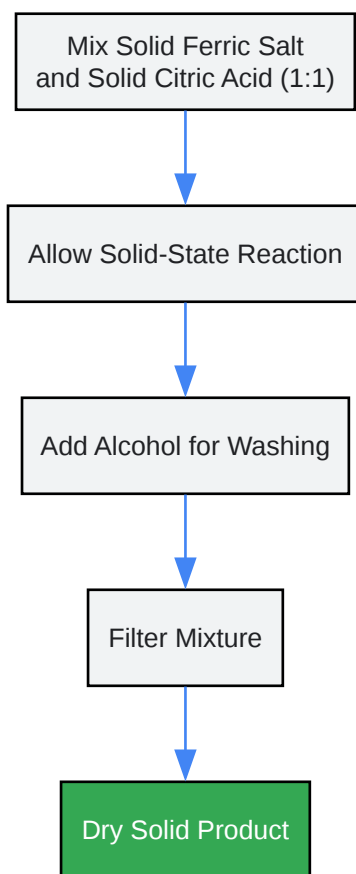 Mix Solid Ferric Salt
and Solid Citric Acid (1:1)
Allow Solid-State Reaction
Add Alcohol for Washing
Filter Mixture
Dry Solid Product